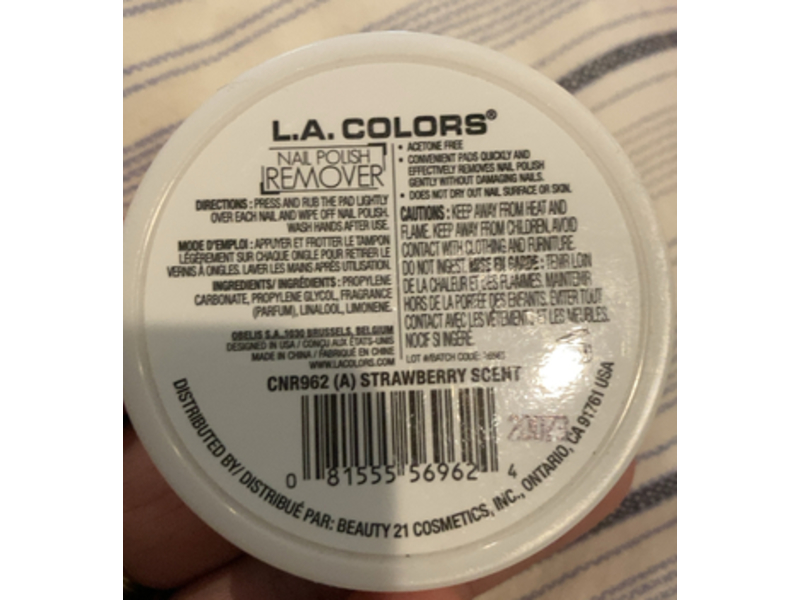 L.A. COLORS®
NAIL POLISH
REMOVER
DIRECTIONS : PRESS AND RUB THE PAD LIGHTLY
OVER EACH NAIL AND WIPE OFF NAIL POLISH.
WASH HANDS AFTER USE.
MODE D'EMPLOI : APPUYER ET FROTTER LE TAMPON
LÉGÈREMENT SUR CHAQUE ONGLE POUR RETIRER LE
VERNIS À ONGLES. LAVER LES MAINS APRÈS UTILISATION.
INGREDIENTS/ INGRÉDIENTS : PROPYLENE
CARBONATE, PROPYLENE GLYCOL, FRAGRANCE
(PARFUM), LINALOOL, LIMONENE.
OBELIS S.A.,1030 BRUSSELS, BELGIUM
DESIGNED IN USA / CONÇU AUX ÉTATS-UNIS
MADE IN CHINA / FABRIQUÉ EN CHINE
WWW.LACOLORS.COM
• ACETONE FREE
• CONVENIENT PADS QUICKLY AND
EFFECTIVELY REMOVES NAIL POLISH
GENTLY WITHOUT DAMAGING NAILS.
• DOES NOT DRY OUT NAIL SURFACE OR SKIN.
CAUTIONS : KEEP AWAY FROM HEAT AND
FLAME. KEEP AWAY FROM CHILDREN. AVOID
CONTACT WITH CLOTHING AND FURNITURE.
DO NOT INGEST. MISE EN GARDE : TENIR LOIN
DE LA CHALEUR ET DES FLAMMES. MAINTENIR
HORS DE LA PORTÉE DES ENFANTS. ÉVITER TOUT
CONTACT AVEC LES VÊTEMENTS ET LES MEUBLES.
NOCIF SI INGÉRÉ.
LOT #/BATCH CODE:
CNR962 (A) STRAWBERRY SCENT
0 81555 56962 4
DISTRIBUTED BY/ DISTRIBUÉ PAR: BEAUTY 21 COSMETICS, INC., ONTARIO, CA 91761 USA